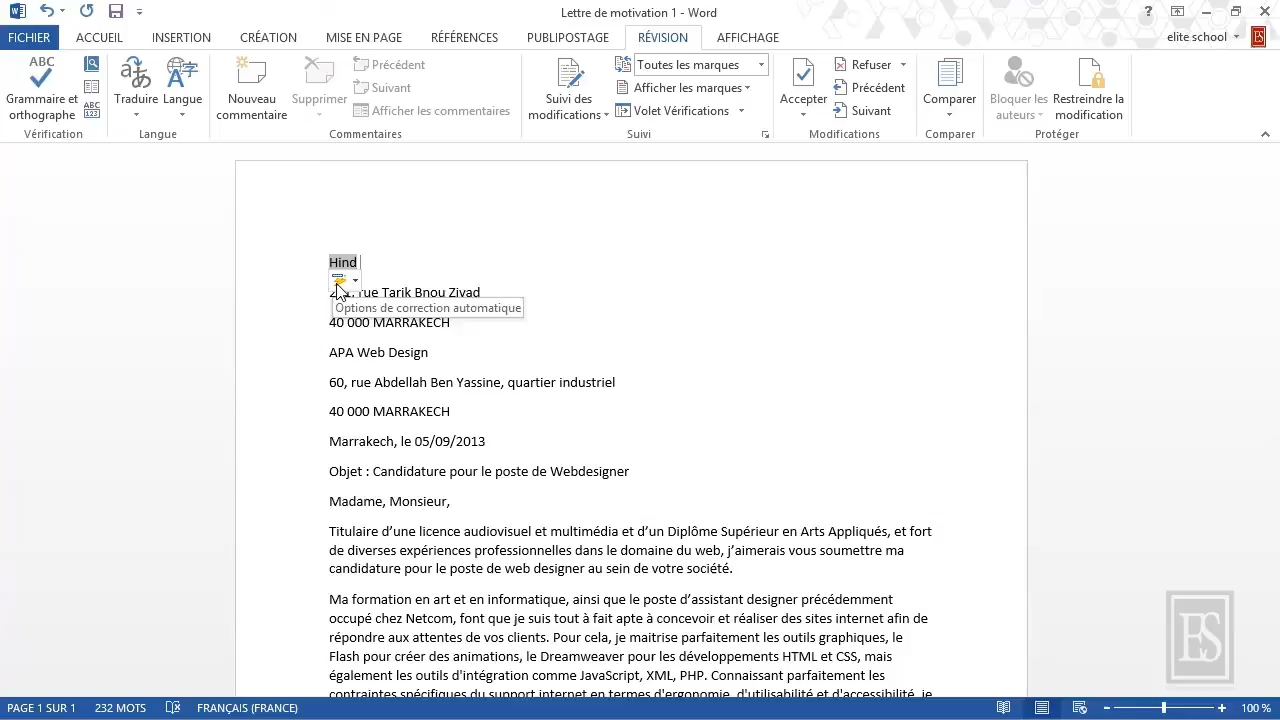 Lettre de motivation 1 - Word
?
FICHIER ACCUEIL INSERTION CRÉATION MISE EN PAGE RÉFÉRENCES PUBLIPOSTAGE RÉVISION AFFICHAGE
elite school
ES
ABC
Grammaire et
orthographe
ABC
123
Vérification
Traduire
Langue
Langue
Nouveau
commentaire
Supprimer
Précédent
Suivant
Afficher les commentaires
Commentaires
Suivi des
modifications
Toutes les marques
Afficher les marques
Volet Vérifications
Suivi
Accepter
Refuser
Précédent
Suivant
Modifications
Comparer
Comparer
Bloquer les
auteurs
Restreindre la
modification
Protéger
Hind
rue Tarik Bnou Ziyad
Options de correction automatique
40 000 MARRAKECH
APA Web Design
60, rue Abdellah Ben Yassine, quartier industriel
40 000 MARRAKECH
Marrakech, le 05/09/2013
Objet : Candidature pour le poste de Webdesigner
Madame, Monsieur,
Titulaire d’une licence audiovisuel et multimédia et d’un Diplôme Supérieur en Arts Appliqués, et fort
de diverses expériences professionnelles dans le domaine du web, j’aimerais vous soumettre ma
candidature pour le poste de web designer au sein de votre société.
Ma formation en art et en informatique, ainsi que le poste d’assistant designer précédemment
occupé chez Netcom, font que je suis tout à fait apte à concevoir et réaliser des sites internet afin de
répondre aux attentes de vos clients. Pour cela, je maitrise parfaitement les outils graphiques, le
Flash pour créer des animations, le Dreamweaver pour les développements HTML et CSS, mais
également les outils d'intégration comme JavaScript, XML, PHP. Connaissant parfaitement les
contraintes spécifiques du support internet en termes d'ergonomie, d'utilisabilité et d'accessibilité, je
ES
PAGE 1 SUR 1 232 MOTS FRANÇAIS (FRANCE) 100 %